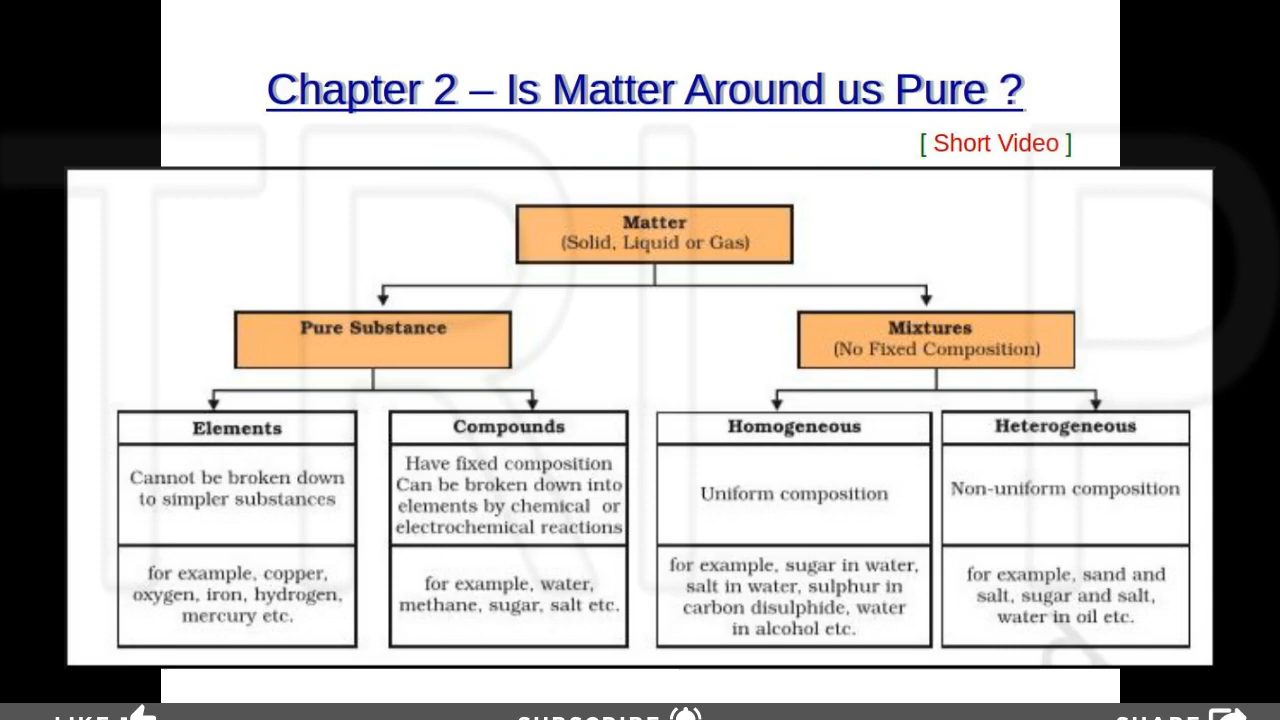 Chapter 2 – Is Matter Around us Pure ?
[ Short Video ]
Matter
(Solid, Liquid or Gas)
Pure Substance
Mixtures
(No Fixed Composition)
Elements
Cannot be broken down
to simpler substances
for example, copper,
oxygen, iron, hydrogen,
mercury etc.
Compounds
Have fixed composition
Can be broken down into
elements by chemical or
electrochemical reactions
for example, water,
methane, sugar, salt etc.
Homogeneous
Uniform composition
for example, sugar in water,
salt in water, sulphur in
carbon disulphide, water
in alcohol etc.
Heterogeneous
Non-uniform composition
for example, sand and
salt, sugar and salt,
water in oil etc.
LIKE
SUBSCRIBE
SHARE